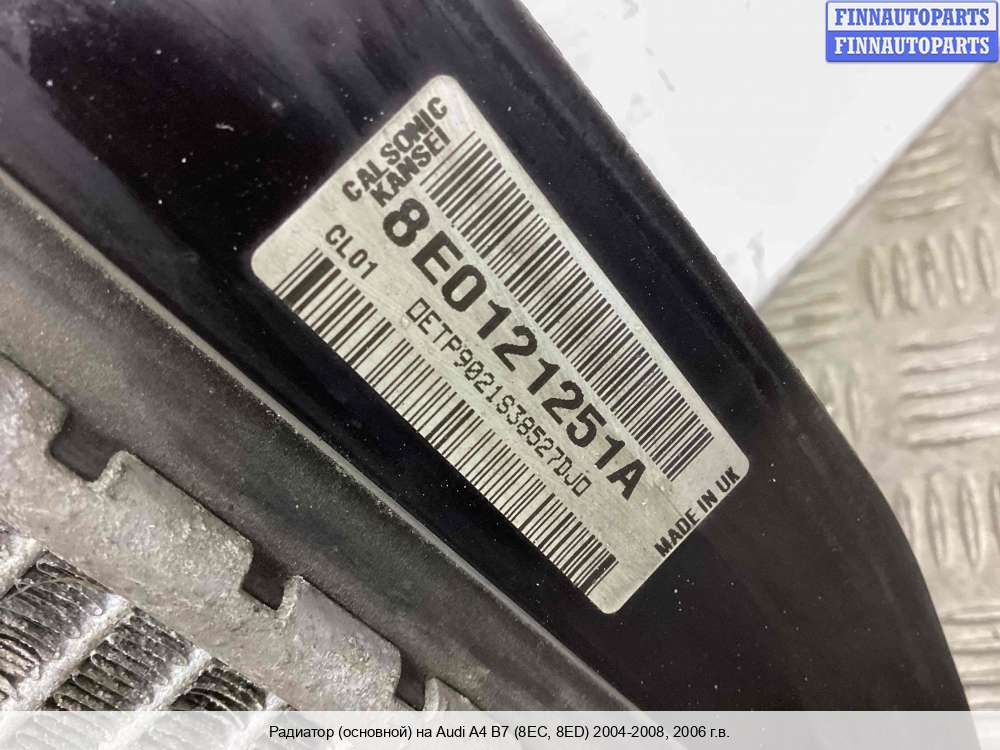 FINNAUTOPARTS
FINNAUTOPARTS
CALSONIC
KANSEI
8E0121251A
CL01
▢ETP9021S38527DJ▢
MADE IN UK
Радиатор (основной) на Audi A4 B7 (8EC, 8ED) 2004-2008, 2006 г.в.